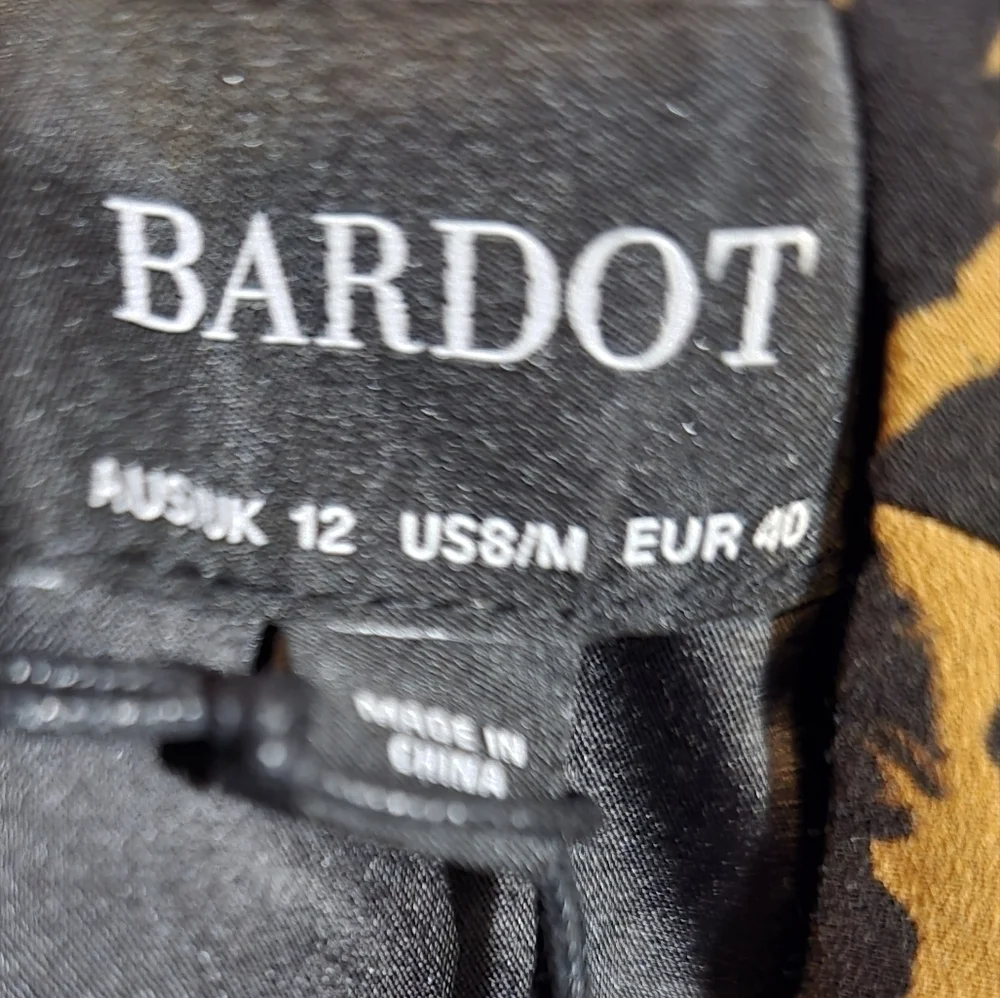 BARDOT
AUS/UK 12 US8/M EUR 40
MADE IN
CHINA